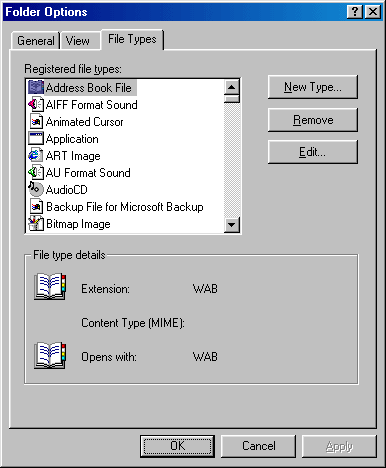 Folder Options
General View File Types
Registered file types:
Address Book File
AIFF Format Sound
Animated Cursor
Application
ART Image
AU Format Sound
AudioCD
Backup File for Microsoft Backup
Bitmap Image
New Type...
Remove
Edit...
File type details
Extension: WAB
Content Type (MIME):
Opens with: WAB
OK Cancel Apply